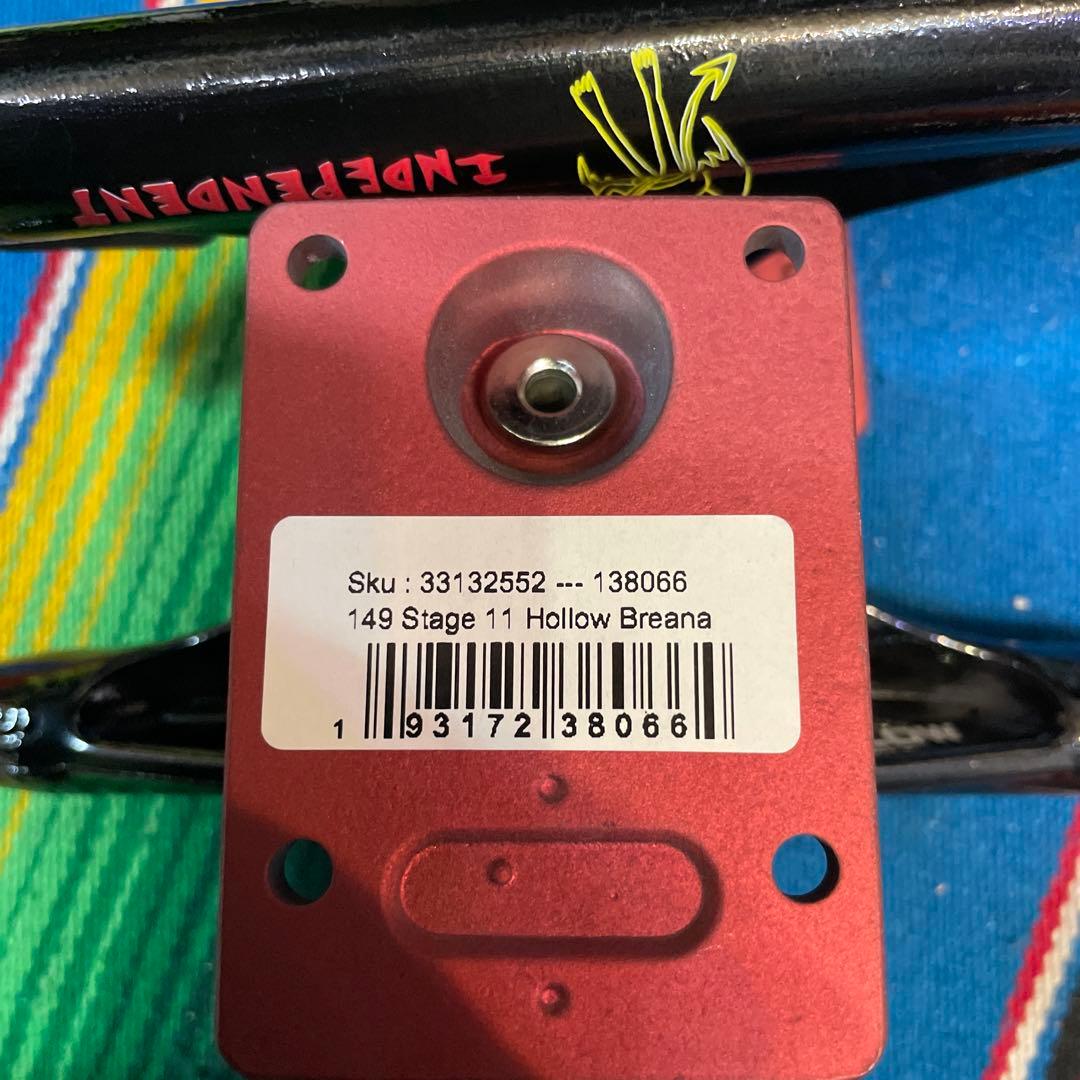 INDEPENDENT
Sku : 33132552 --- 138066
149 Stage 11 Hollow Breana
1 93172 38066